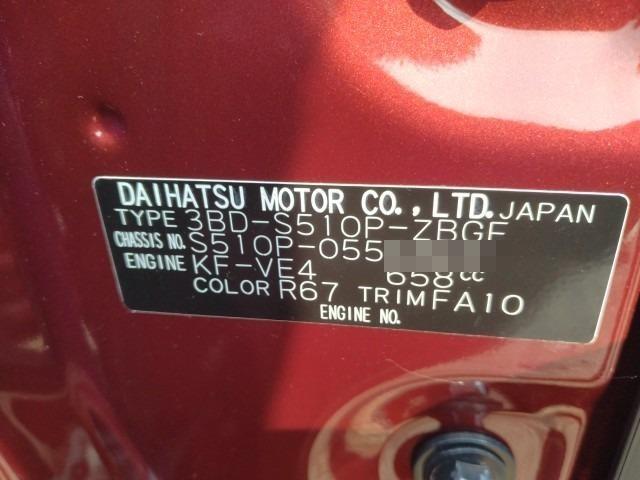 DAIHATSU MOTOR CO., LTD. JAPAN
TYPE 3BD-S510P-ZBGF
CHASSIS NO. S510P-055
ENGINE KF-VE4 658cc
COLOR R67 TRIM FA10
ENGINE NO.